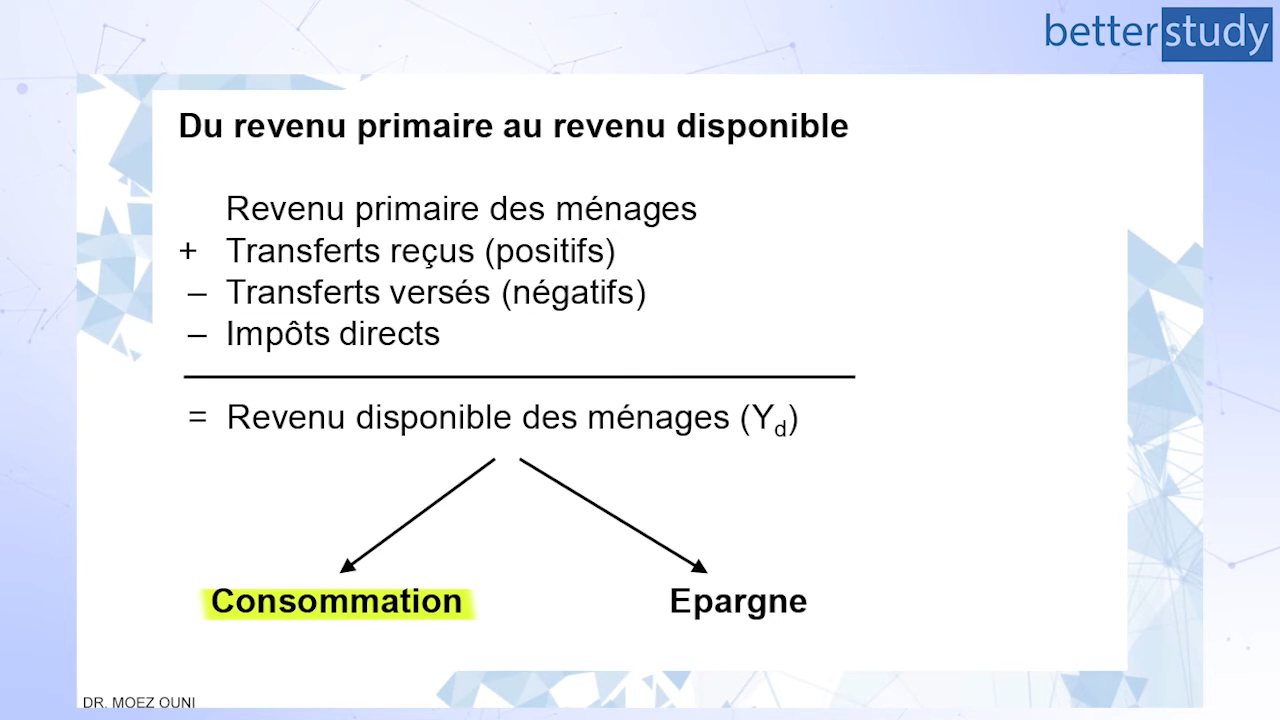 betterstudy
Du revenu primaire au revenu disponible
Revenu primaire des ménages
+ Transferts reçus (positifs)
– Transferts versés (négatifs)
– Impôts directs
= Revenu disponible des ménages (Yd)
Consommation Epargne
DR. MOEZ OUNI